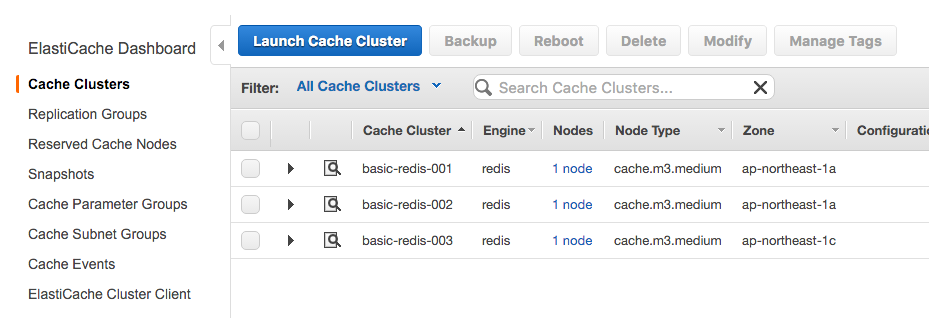 ElastiCache Dashboard
Cache Clusters
Replication Groups
Reserved Cache Nodes
Snapshots
Cache Parameter Groups
Cache Subnet Groups
Cache Events
ElastiCache Cluster Client
Launch Cache Cluster Backup Reboot Delete Modify Manage Tags
Filter: All Cache Clusters Search Cache Clusters...
Cache Cluster Engine Nodes Node Type Zone Configuratio
basic-redis-001 redis 1 node cache.m3.medium ap-northeast-1a
basic-redis-002 redis 1 node cache.m3.medium ap-northeast-1a
basic-redis-003 redis 1 node cache.m3.medium ap-northeast-1c